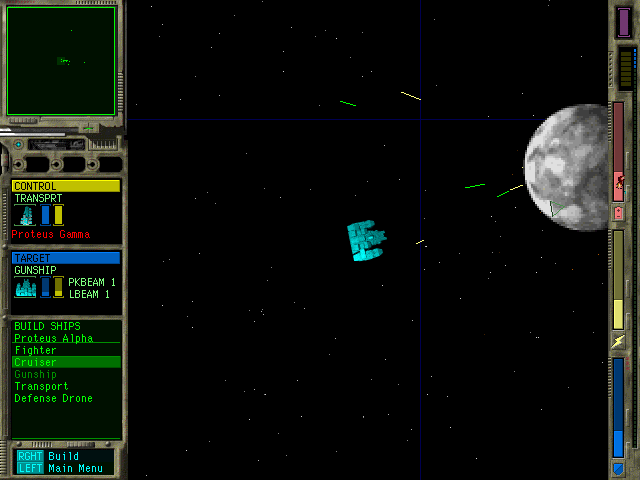 CONTROL
TRANSPRT
Proteus Gamma
TARGET
GUNSHIP
PKBEAM 1
LBEAM 1
BUILD SHIPS
Proteus Alpha
Fighter
Cruiser
Gunship
Transport
Defense Drone
RGHT Build
LEFT Main Menu